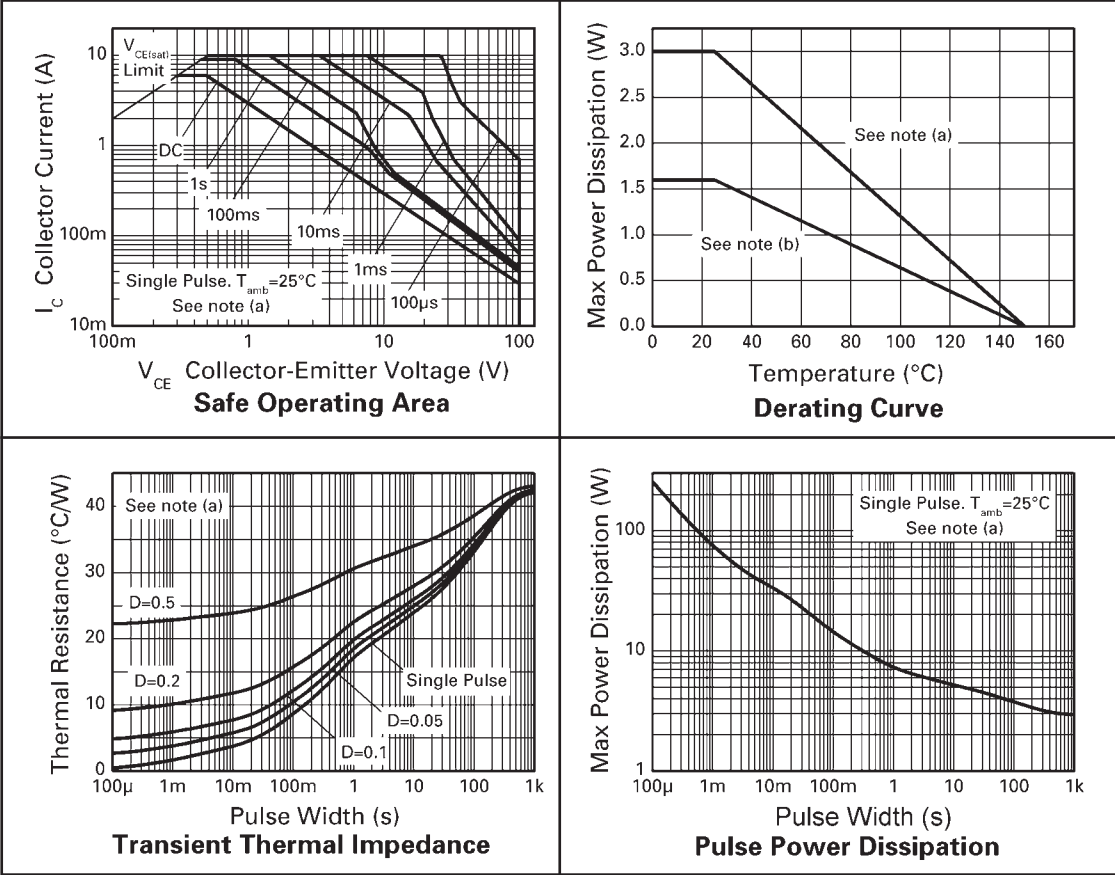 I_C Collector Current (A)
10
1
100m
10m
V_CE(sat)
Limit
DC
1s
100ms
10ms
1ms
100µs
Single Pulse. T_amb=25°C
See note (a)
100m 1 10 100
V_CE Collector-Emitter Voltage (V)
Safe Operating Area
Max Power Dissipation (W)
3.0
2.5
2.0
1.5
1.0
0.5
0.0
See note (a)
See note (b)
0 20 40 60 80 100 120 140 160
Temperature (°C)
Derating Curve
Thermal Resistance (°C/W)
40
30
20
10
0
See note (a)
D=0.5
D=0.2
Single Pulse
D=0.05
D=0.1
100µ 1m 10m 100m 1 10 100 1k
Pulse Width (s)
Transient Thermal Impedance
Max Power Dissipation (W)
100
10
1
Single Pulse. T_amb=25°C
See note (a)
100µ 1m 10m 100m 1 10 100 1k
Pulse Width (s)
Pulse Power Dissipation